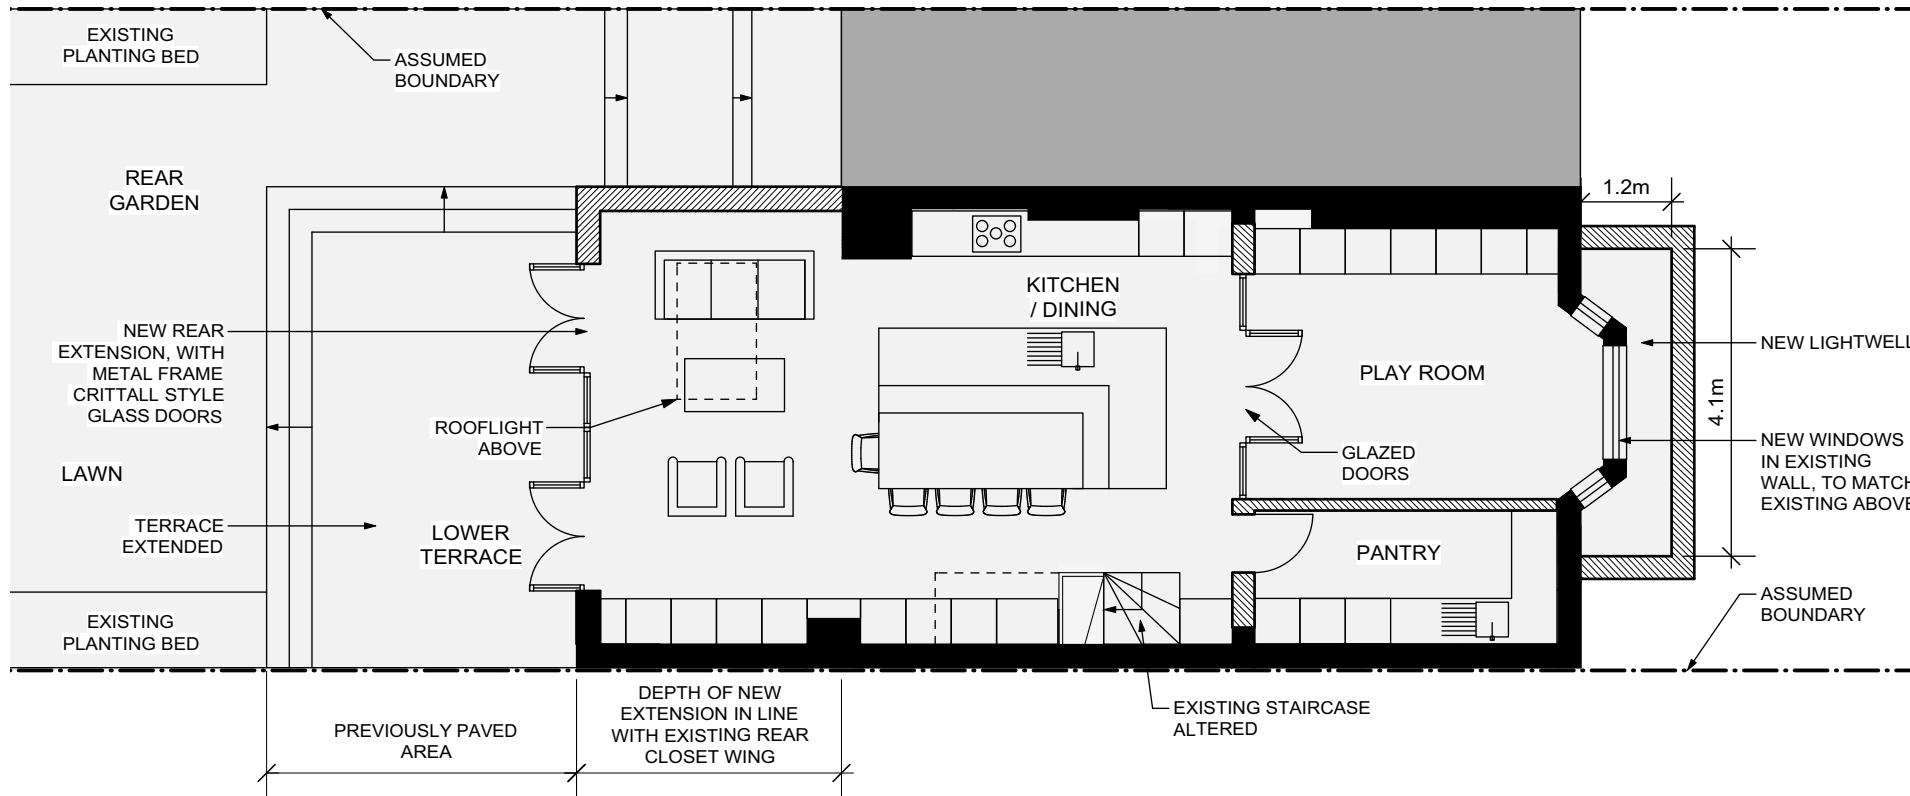 EXISTING
PLANTING BED
ASSUMED
BOUNDARY
REAR
GARDEN
1.2m
KITCHEN
/ DINING
NEW REAR
EXTENSION, WITH
METAL FRAME
CRITTALL STYLE
GLASS DOORS
NEW LIGHTWELL
PLAY ROOM
4.1m
ROOFLIGHT
ABOVE
GLAZED
DOORS
NEW WINDOWS
IN EXISTING
WALL, TO MATCH
EXISTING ABOVE
LAWN
TERRACE
EXTENDED
LOWER
TERRACE
PANTRY
ASSUMED
BOUNDARY
EXISTING
PLANTING BED
DEPTH OF NEW
EXTENSION IN LINE
WITH EXISTING REAR
CLOSET WING
PREVIOUSLY PAVED
AREA
EXISTING STAIRCASE
ALTERED